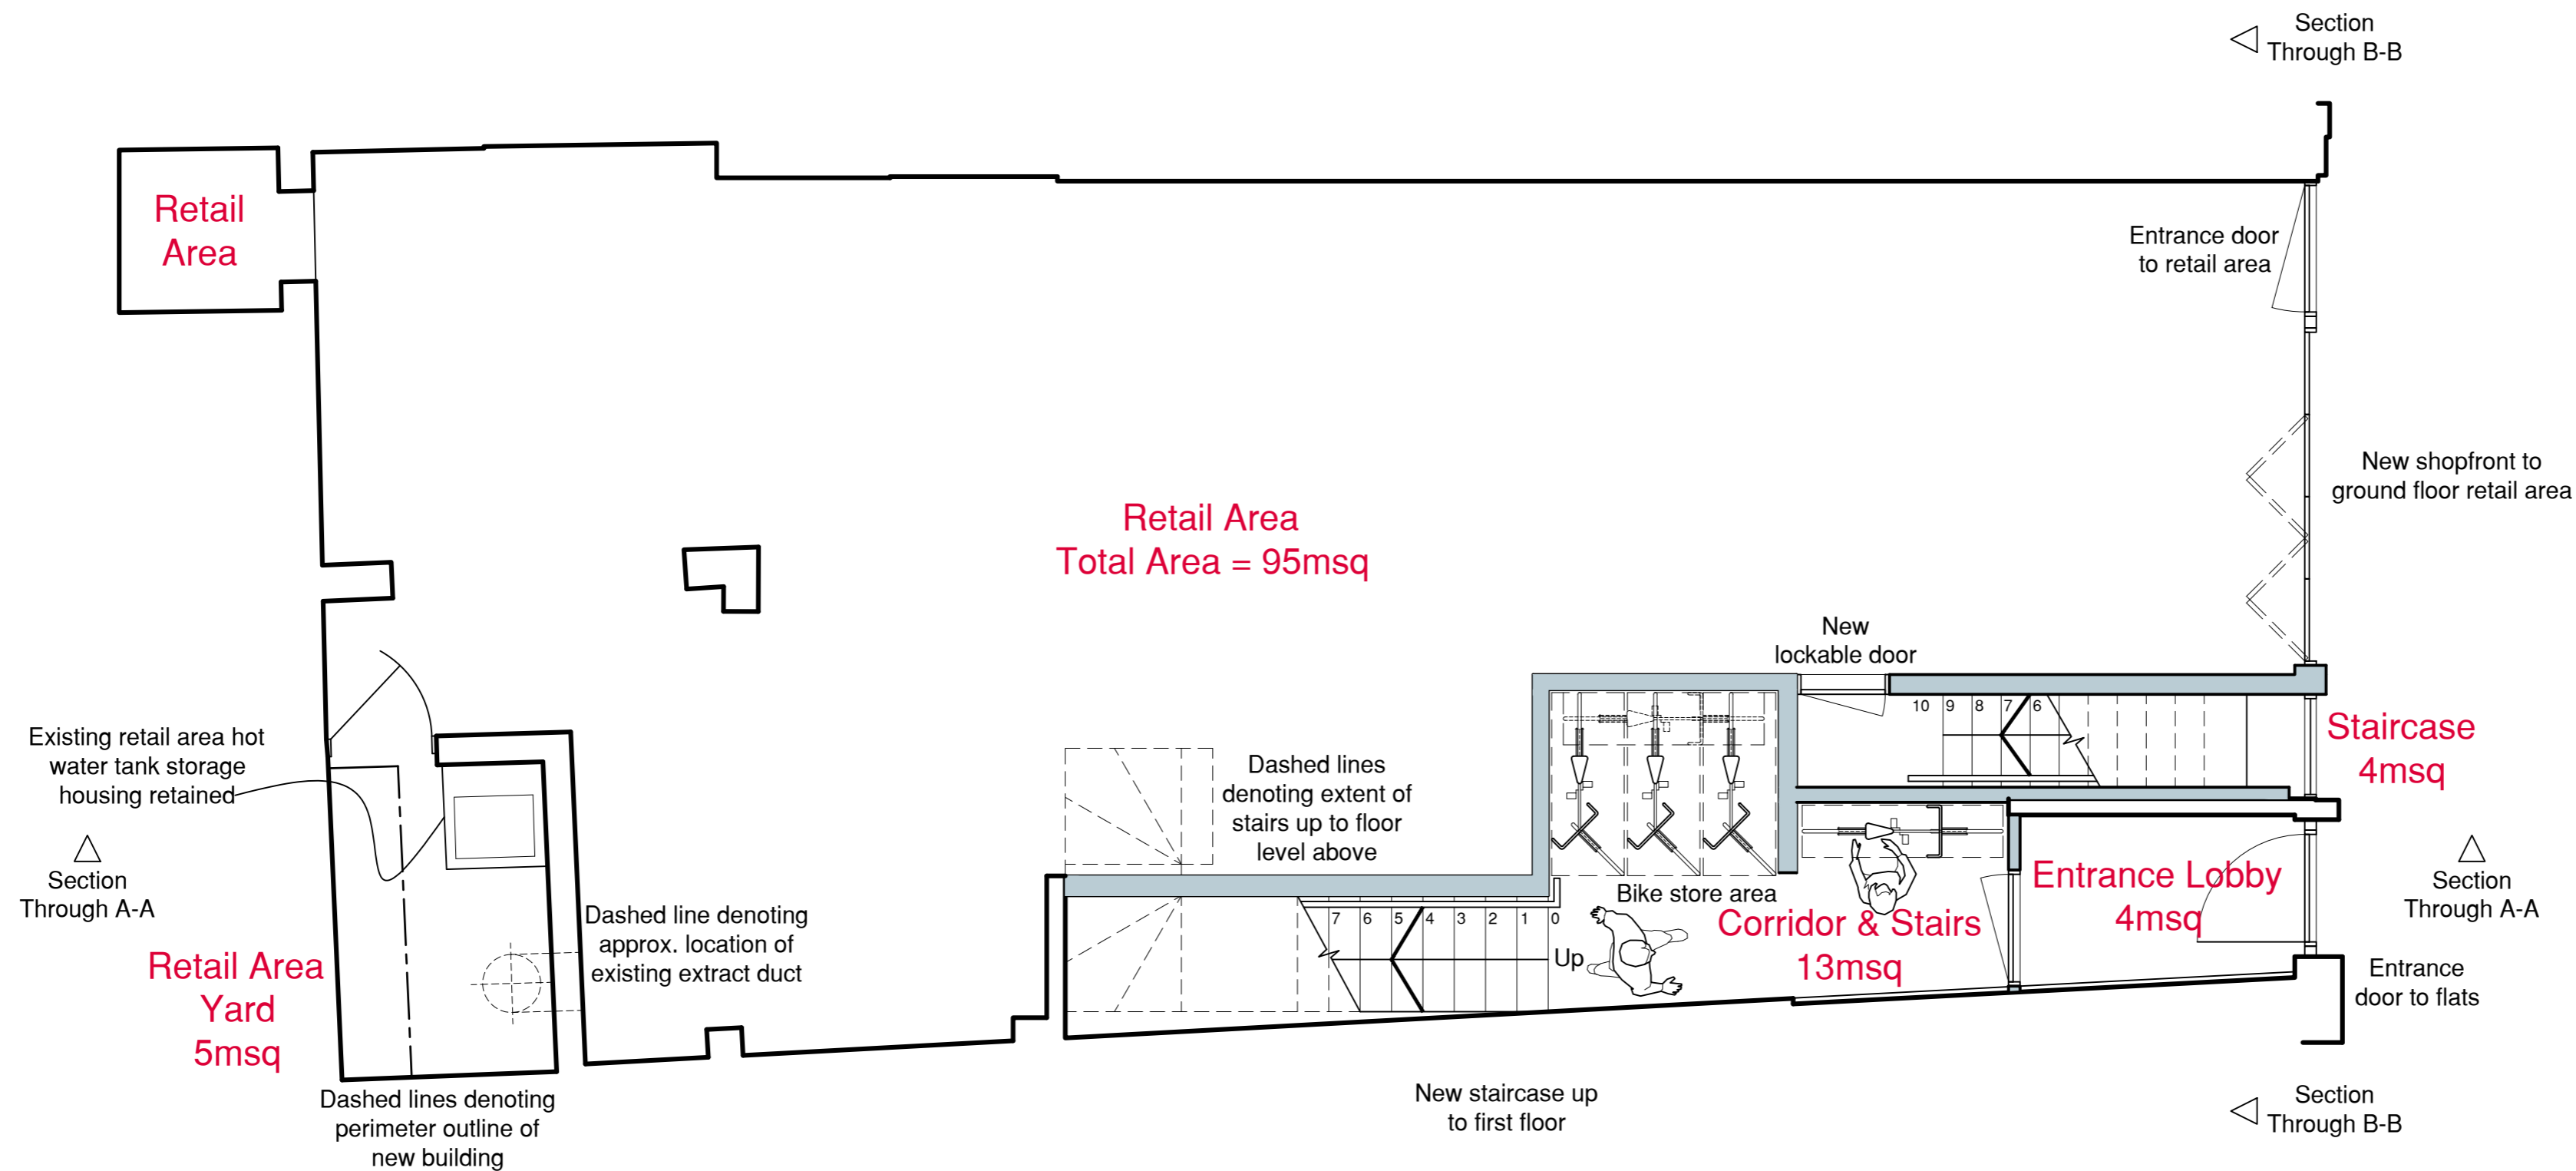 Section
Through B-B
Retail
Area
Entrance door
to retail area
New shopfront to
ground floor retail area
Retail Area
Total Area = 95msq
New
lockable door
10 9 8 7 6
Staircase
4msq
Existing retail area hot
water tank storage
housing retained
Dashed lines
denoting extent of
stairs up to floor
level above
Section
Through A-A
Bike store area
Entrance Lobby
4msq
Section
Through A-A
Dashed line denoting
approx. location of
existing extract duct
7 6 5 4 3 2 1 0
Up
Corridor & Stairs
13msq
Retail Area
Yard
5msq
Entrance
door to flats
Dashed lines denoting
perimeter outline of
new building
New staircase up
to first floor
Section
Through B-B